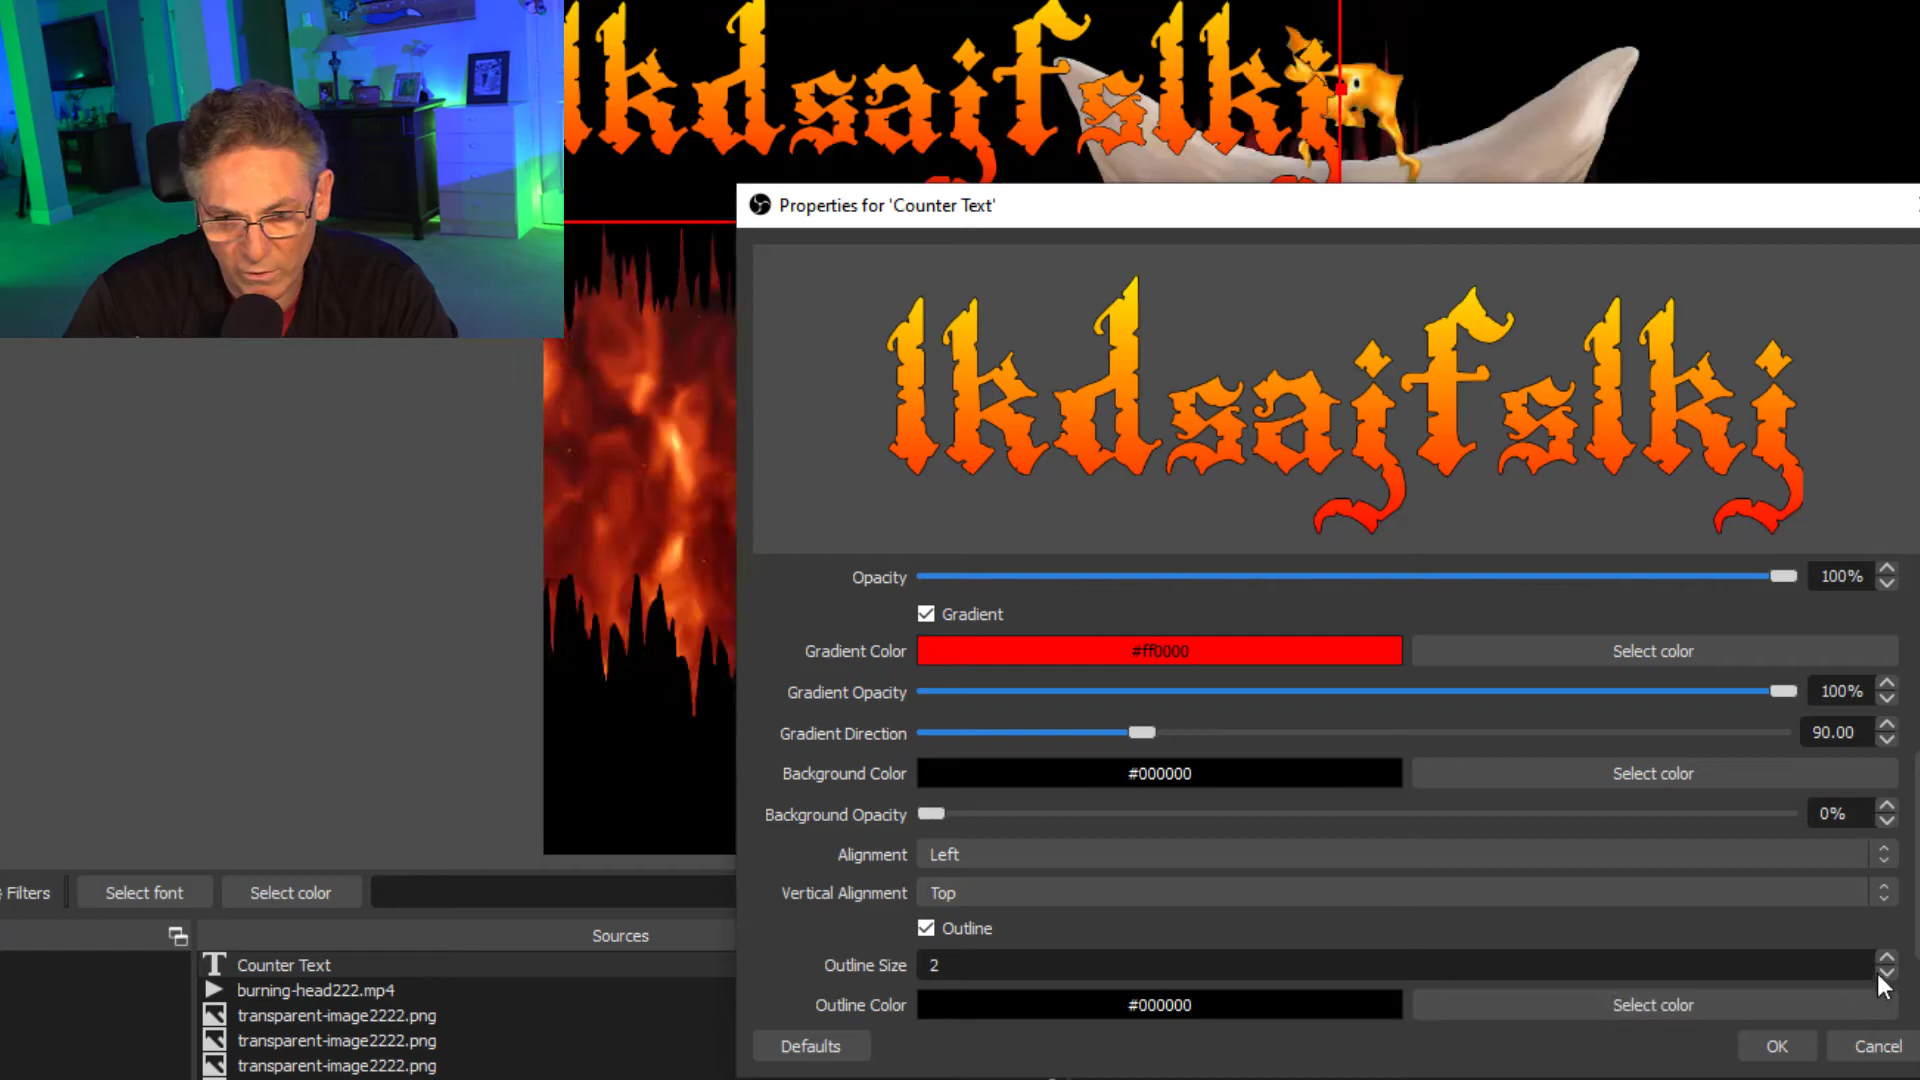 lkdsajfslkj
Properties for 'Counter Text'
lkdsajfslkj
Opacity 100%
Gradient
Gradient Color #ff0000 Select color
Gradient Opacity 100%
Gradient Direction 90.00
Background Color #000000 Select color
Background Opacity 0%
Alignment Left
Vertical Alignment Top
Outline
Outline Size 2
Outline Color #000000 Select color
Defaults OK Cancel
Filters Select font Select color
Sources
Counter Text
burning-head222.mp4
transparent-image2222.png
transparent-image2222.png
transparent-image2222.png